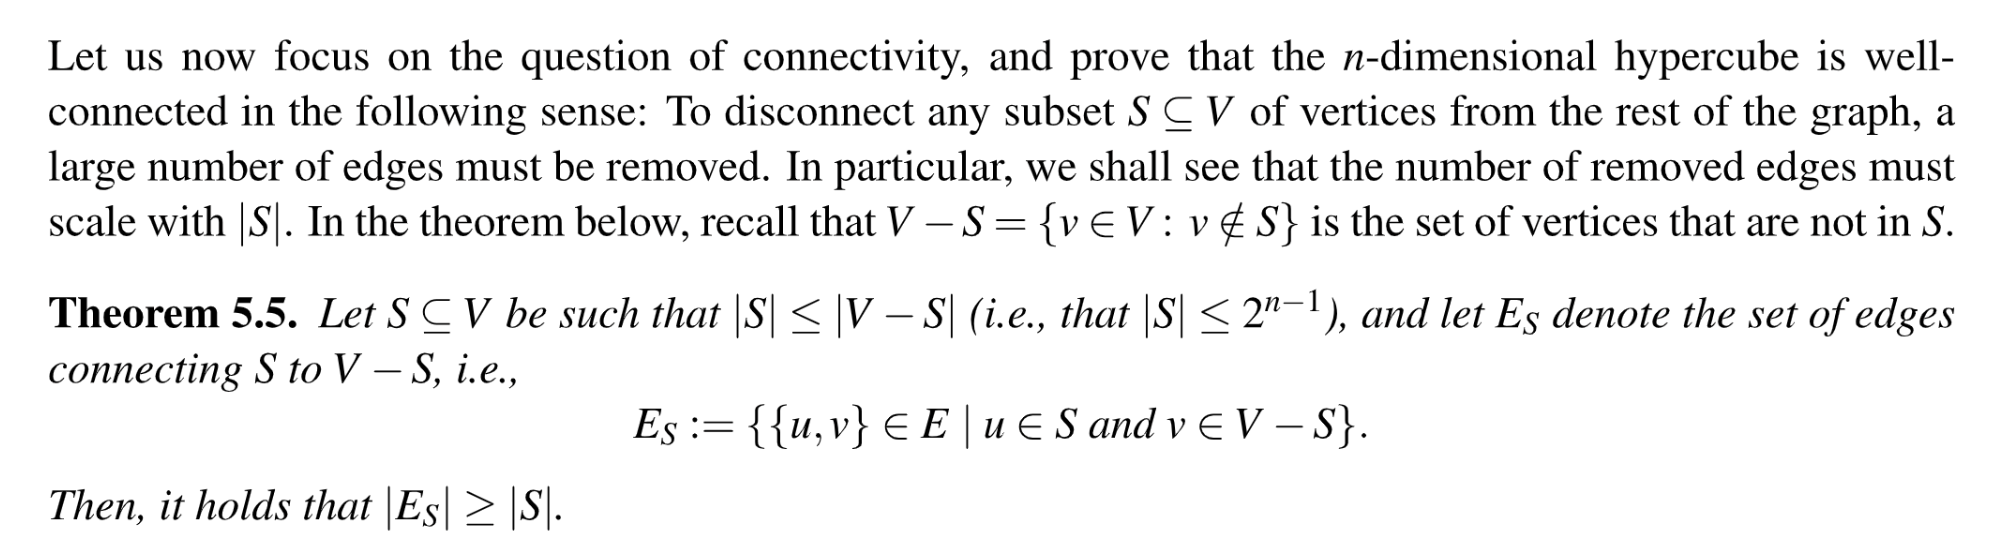 Let us now focus on the question of connectivity, and prove that the n-dimensional hypercube is well-
connected in the following sense: To disconnect any subset S ⊆ V of vertices from the rest of the graph, a
large number of edges must be removed. In particular, we shall see that the number of removed edges must
scale with |S|. In the theorem below, recall that V − S = {v ∈ V : v ∉ S} is the set of vertices that are not in S.
Theorem 5.5. Let S ⊆ V be such that |S| ≤ |V − S| (i.e., that |S| ≤ 2ⁿ⁻¹), and let E_S denote the set of edges
connecting S to V − S, i.e.,
E_S := {{u,v} ∈ E | u ∈ S and v ∈ V − S}.
Then, it holds that |E_S| ≥ |S|.